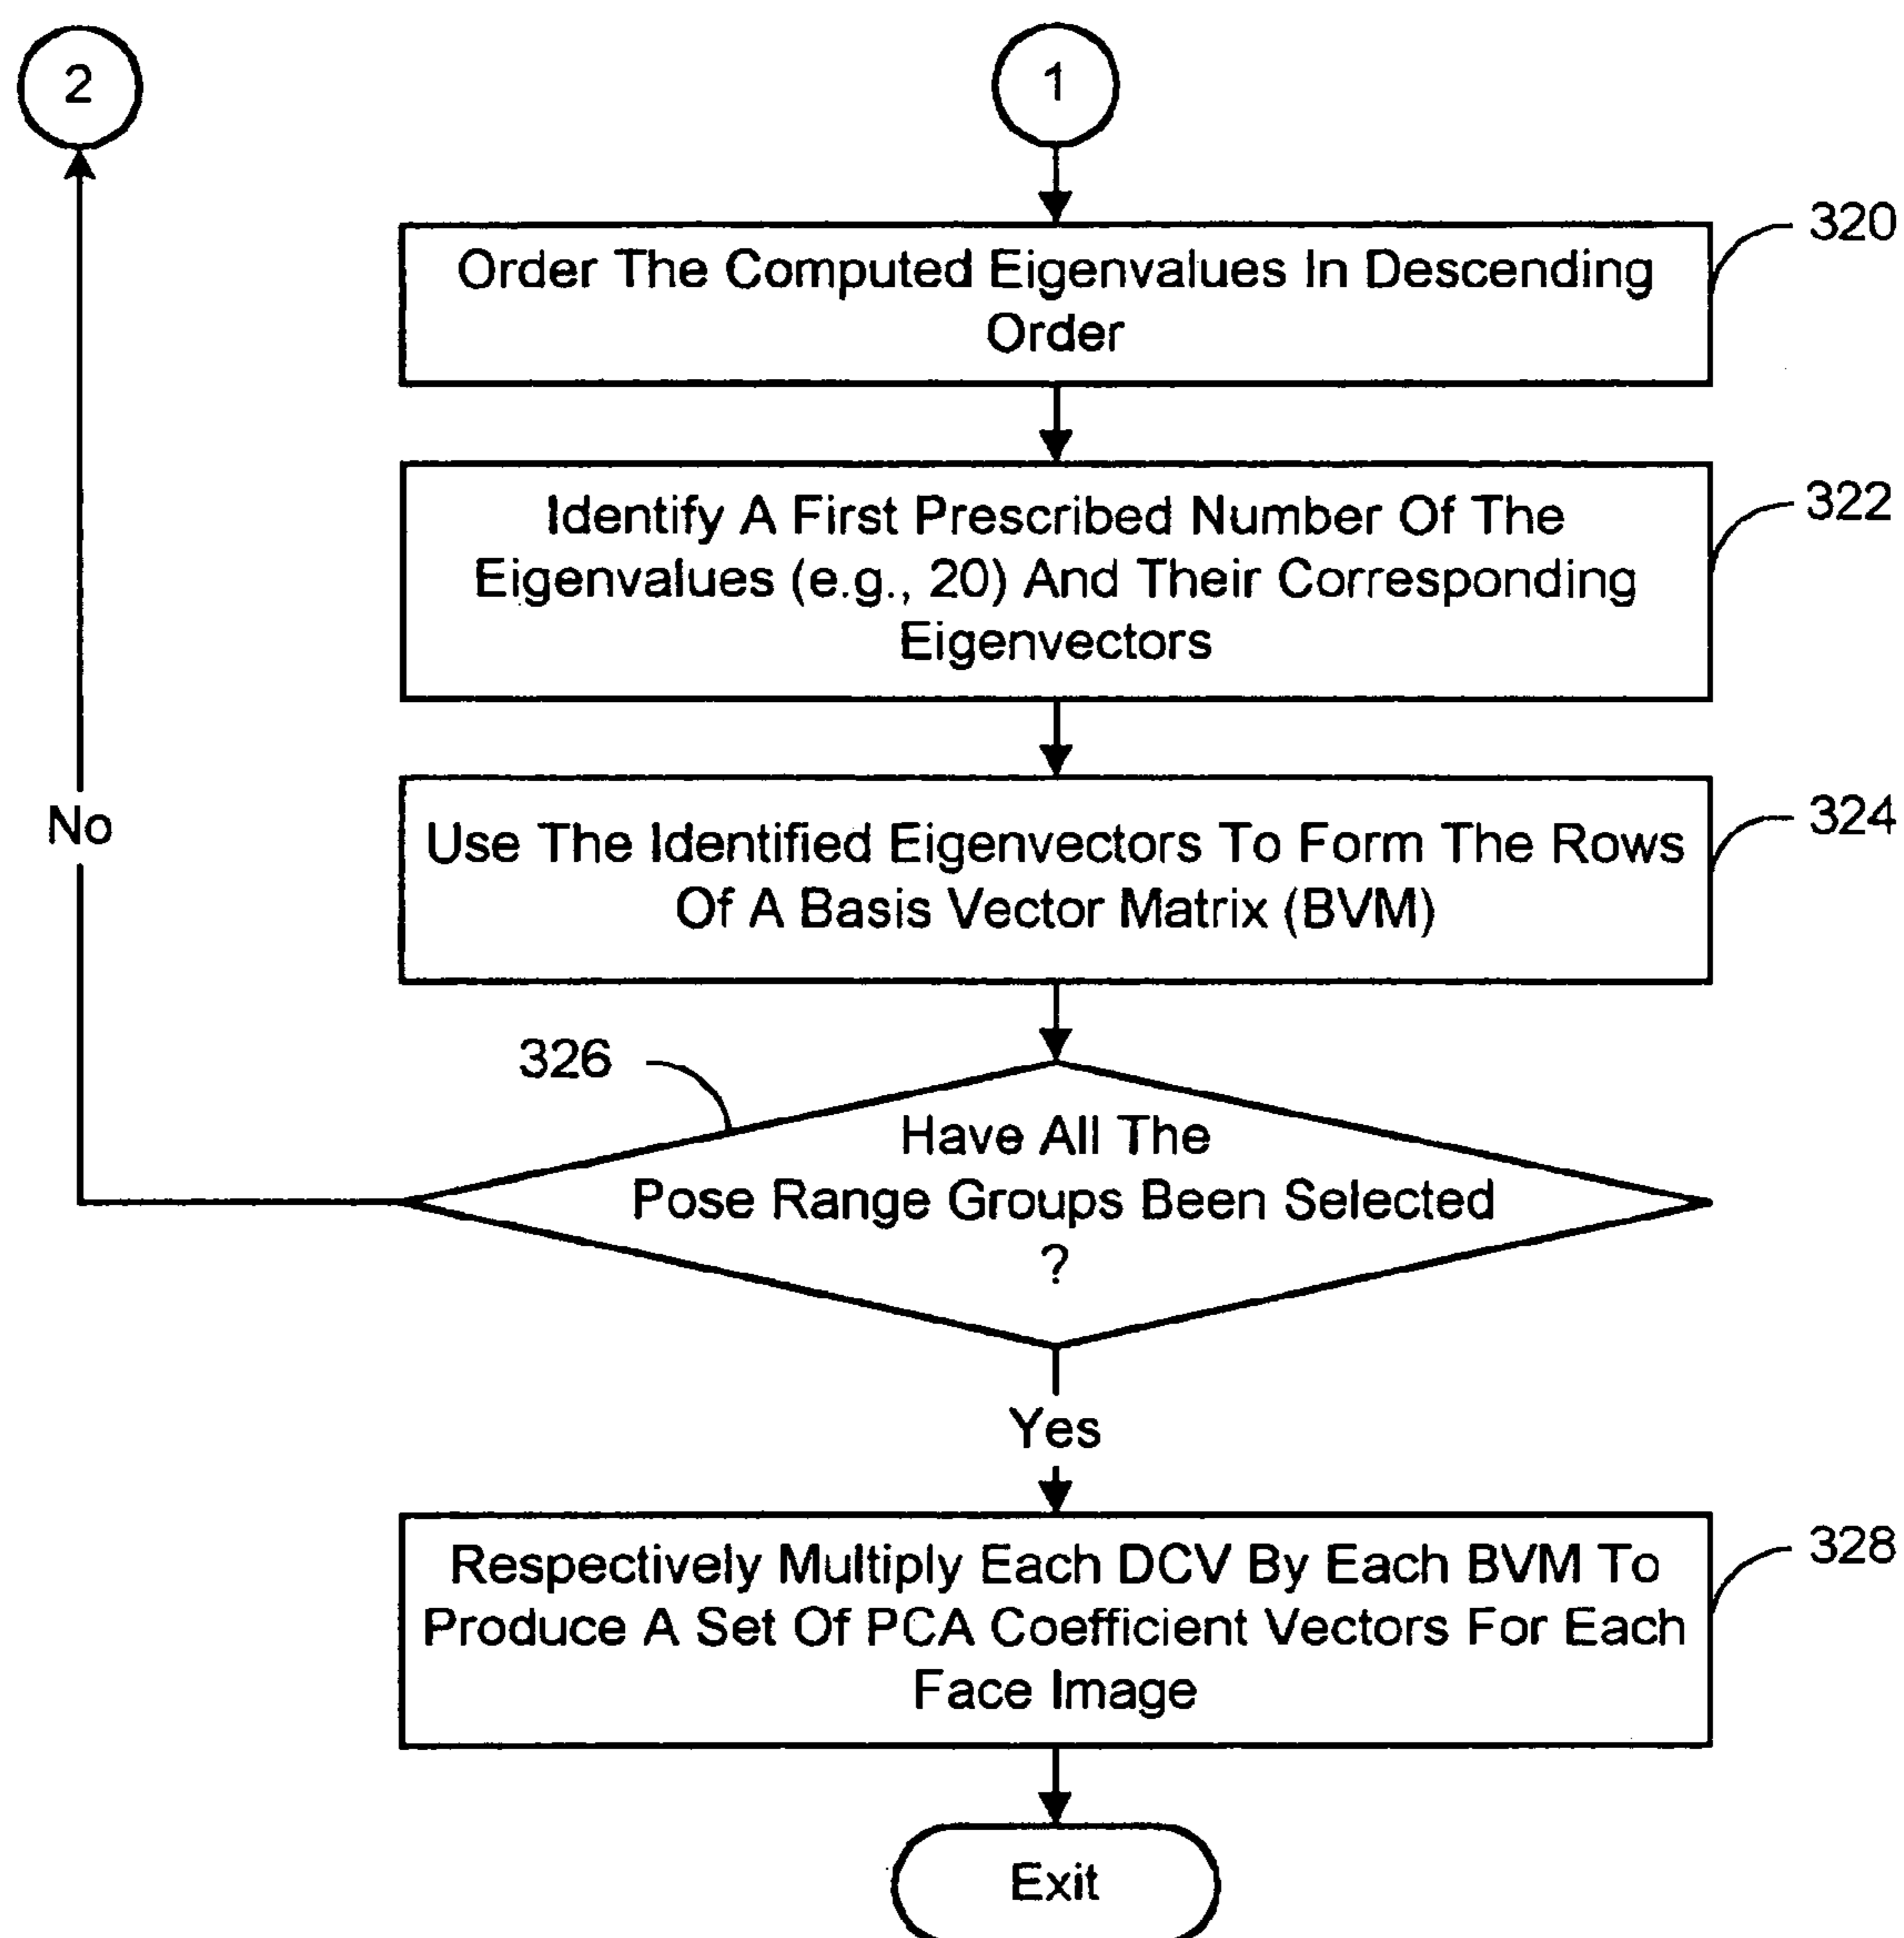 2
1
Order The Computed Eigenvalues In Descending
Order
320
Identify A First Prescribed Number Of The
Eigenvalues (e.g., 20) And Their Corresponding
Eigenvectors
322
Use The Identified Eigenvectors To Form The Rows
Of A Basis Vector Matrix (BVM)
324
No
326
Have All The
Pose Range Groups Been Selected
?
Yes
Respectively Multiply Each DCV By Each BVM To
Produce A Set Of PCA Coefficient Vectors For Each
Face Image
328
Exit